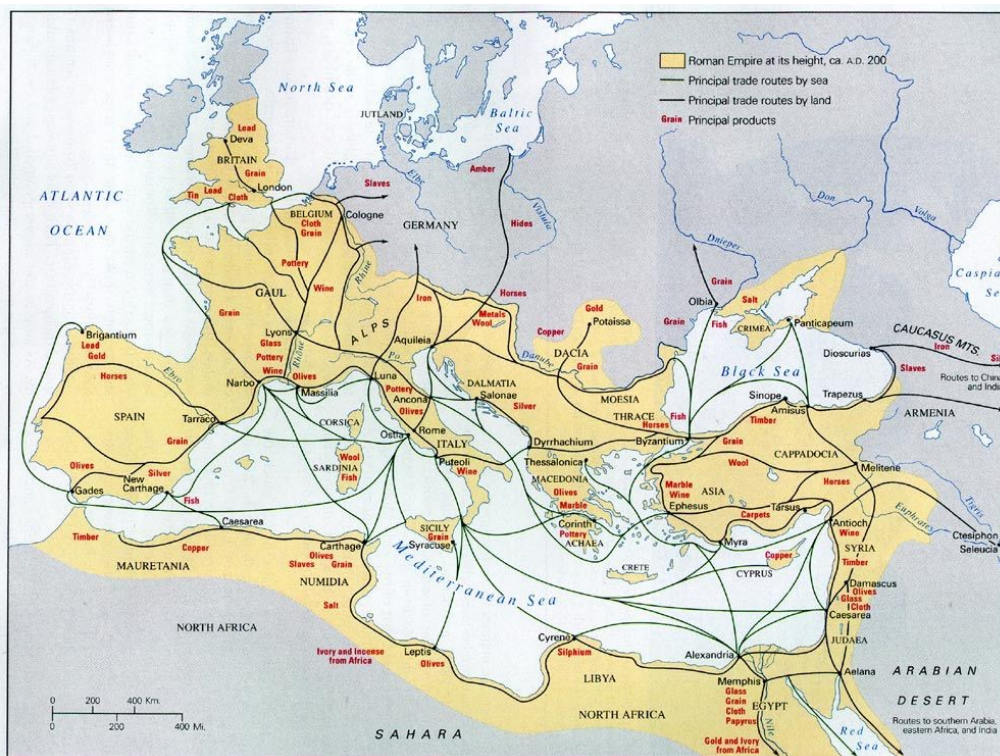 Roman Empire at its height, ca. A.D. 200
Principal trade routes by sea
Principal trade routes by land
Grain Principal products
North Sea
JUTLAND
Baltic
Sea
Lead
Deva
BRITAIN
Grain
Tin
Lead
Cloth
London
ATLANTIC
OCEAN
Slaves
Elbe
Amber
Vistula
Hides
Don
Volga
Dnieper
BELGIUM
Cloth
Grain
Cologne
GERMANY
Rhine
Pottery
Wine
GAUL
Grain
Iron
Horses
Metals
Wool
Gold
Potaissa
Copper
DACIA
Grain
Danube
Grain
Olbia
Grain
Salt
Fish
CRIMEA
Panticapeum
Caspia
Se
CAUCASUS MTS.
Iron
Sil
Slaves
Routes to Chin
and India
Dioscurias
Brigantium
Lead
Gold
Horses
Ebro
SPAIN
Lyons
Glass
Pottery
Wine
Rhône
Olives
ALPS
Po
Aquileia
Narbo
Massilia
Luna
Pottery
Ancona
Olives
DALMATIA
Salonae
Silver
MOESIA
THRACE
Horses
Fish
Black Sea
Sinope
Amisus
Timber
Trapezus
ARMENIA
Tarraco
Grain
CORSICA
Ostia
Rome
ITALY
Puteoli
Wine
Wool
SARDINIA
Fish
Dyrrhachium
Byzantium
Thessalonica
MACEDONIA
Olives
Marble
Corinth
Pottery
ACHAEA
Grain
Wool
CAPPADOCIA
Melitene
Horses
Marble
Wine
Ephesus
ASIA
Carpets
Tarsus
Euphrates
Tigris
Ctesiphon
Seleucia
Olives
Silver
New
Carthage
Fish
Gades
Caesarea
SICILY
Grain
Syracuse
Myra
Antioch
Wine
SYRIA
Timber
Copper
CYPRUS
CRETE
Damascus
Olives
Glass
Cloth
Caesarea
JUDAEA
Timber
Copper
Carthage
Olives
Slaves
Grain
MAURETANIA
NUMIDIA
Salt
Mediterranean Sea
NORTH AFRICA
Ivory and Incense
from Africa
Leptis
Olives
Cyrene
Silphium
LIBYA
Alexandria
Memphis
Glass
Grain
Cloth
Papyrus
EGYPT
Nile
Gold and Ivory
from Africa
Aelana
ARABIAN
DESERT
Routes to southern Arabia,
eastern Africa, and India
Red
Sea
NORTH AFRICA
SAHARA
0 200 400 Km.
0 200 400 Mi.